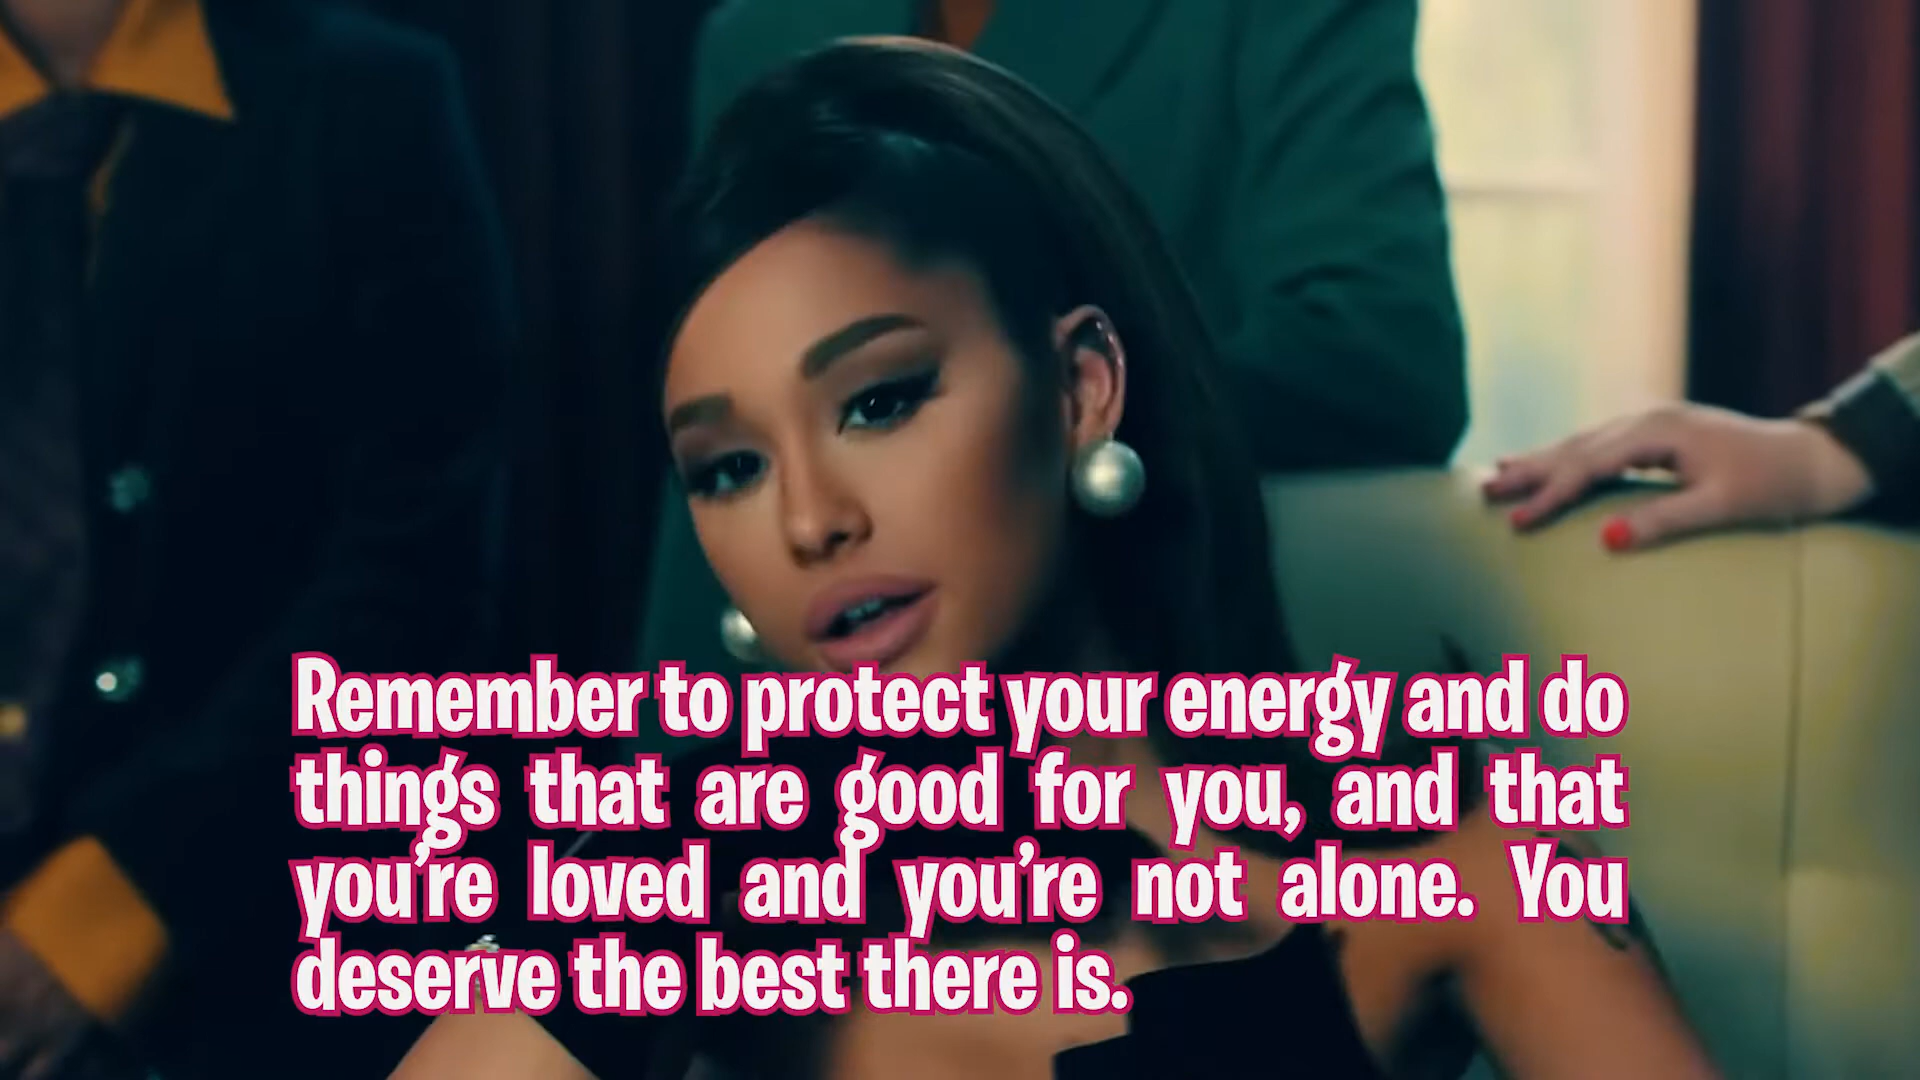 Remember to protect your energy and do
things that are good for you, and that
you're loved and you're not alone. You
deserve the best there is.